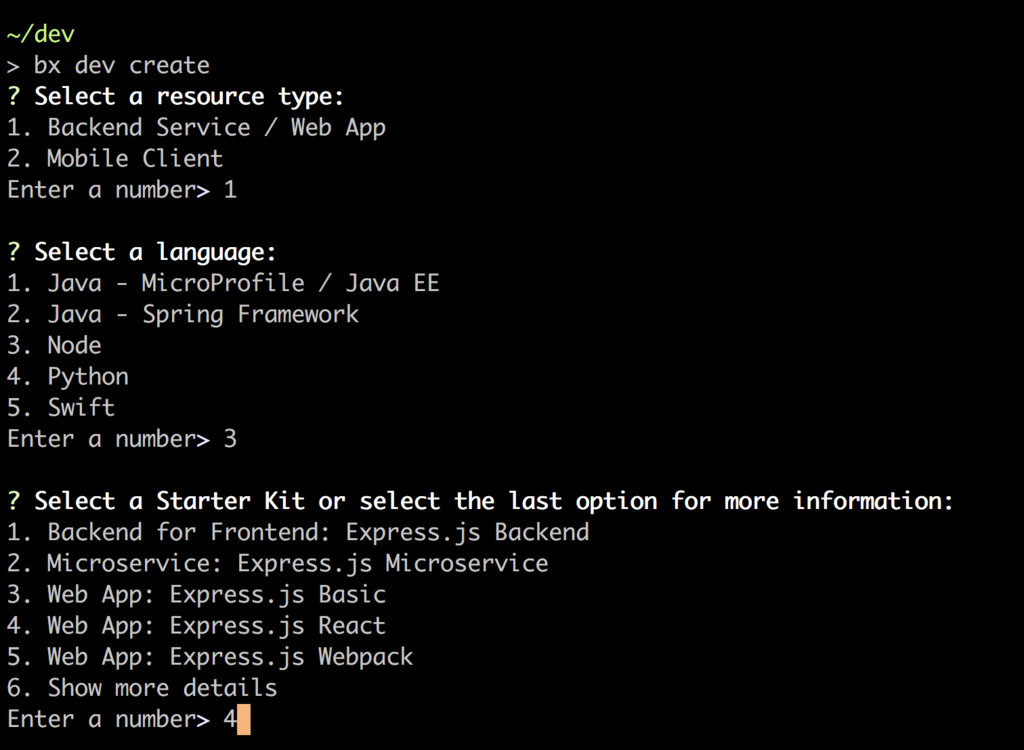 ~/dev
> bx dev create
? Select a resource type:
1. Backend Service / Web App
2. Mobile Client
Enter a number> 1
? Select a language:
1. Java - MicroProfile / Java EE
2. Java - Spring Framework
3. Node
4. Python
5. Swift
Enter a number> 3
? Select a Starter Kit or select the last option for more information:
1. Backend for Frontend: Express.js Backend
2. Microservice: Express.js Microservice
3. Web App: Express.js Basic
4. Web App: Express.js React
5. Web App: Express.js Webpack
6. Show more details
Enter a number> 4